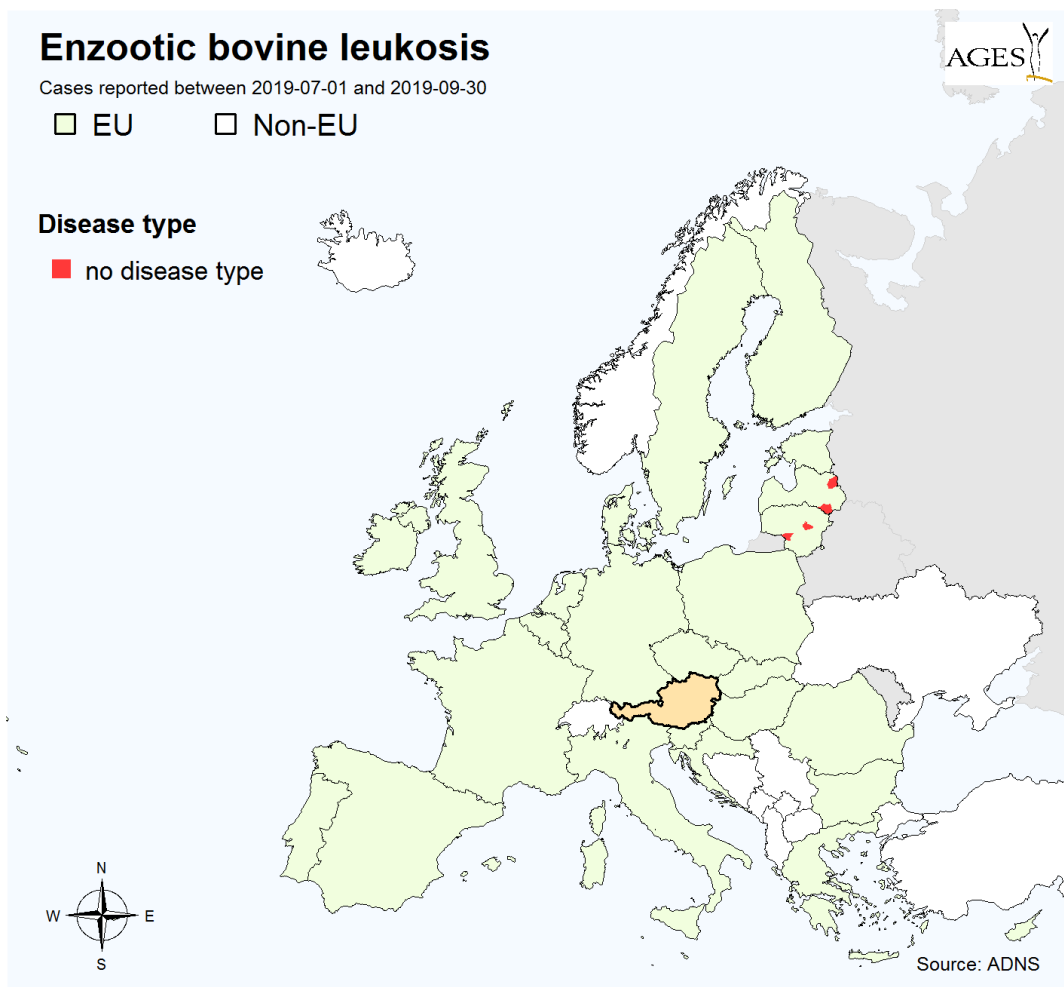 Enzootic bovine leukosis
Cases reported between 2019-07-01 and 2019-09-30
EU Non-EU
AGES
Disease type
no disease type
N
W E
S
Source: ADNS